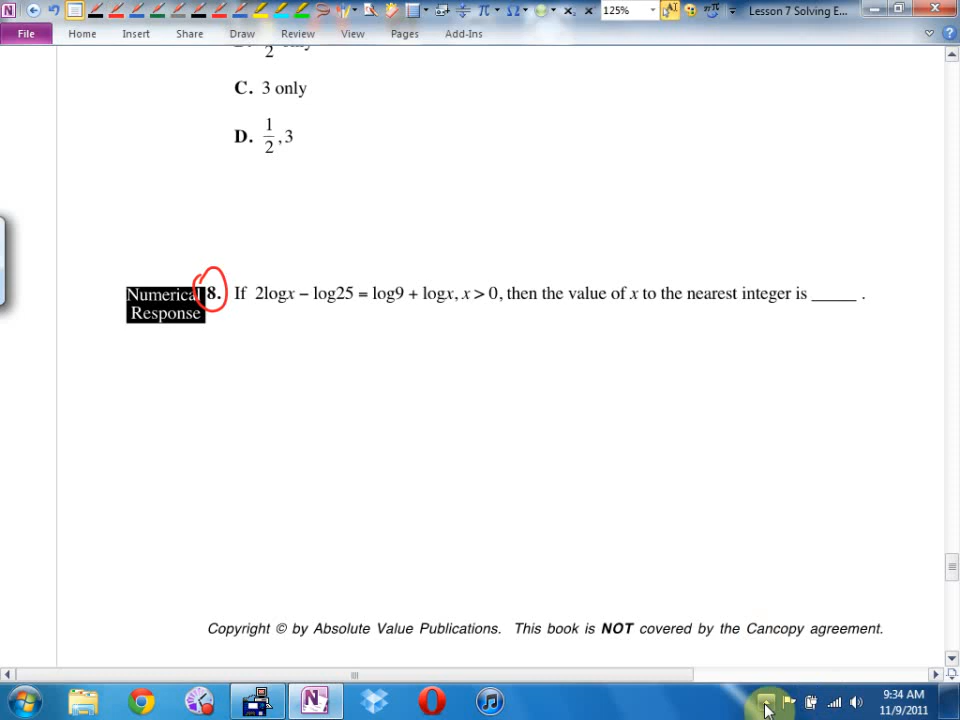 125%
Lesson 7 Solving E...
File Home Insert Share Draw Review View Pages Add-Ins
2
C. 3 only
D. 1/2, 3
Numerical Response
8. If 2logx − log25 = log9 + logx, x > 0, then the value of x to the nearest integer is _____ .
Copyright © by Absolute Value Publications. This book is NOT covered by the Cancopy agreement.
9:34 AM
11/9/2011